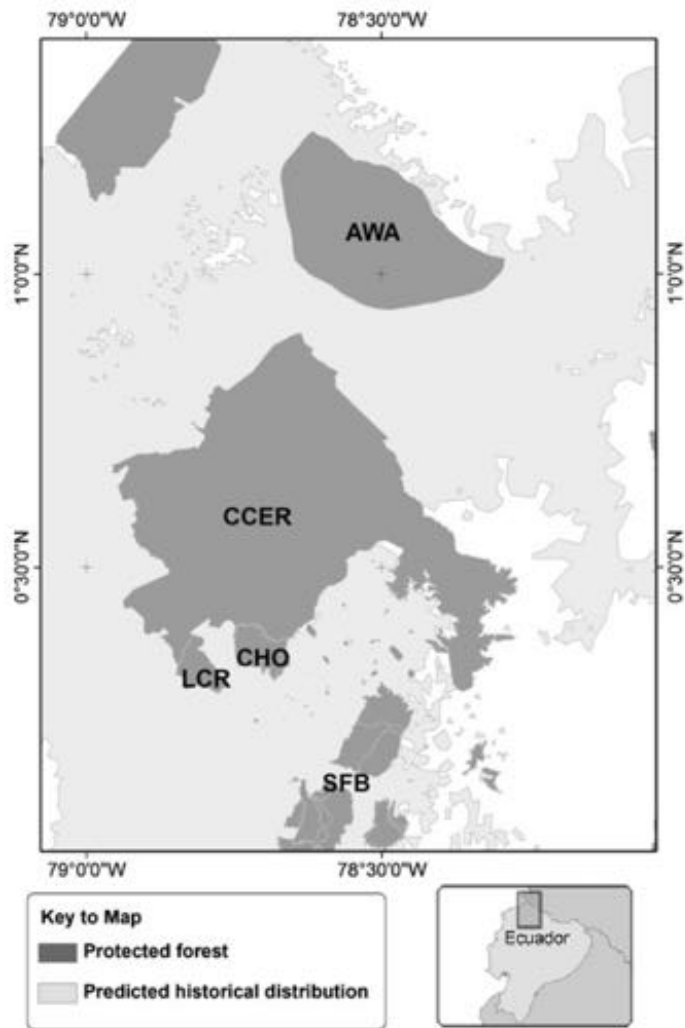 79°0'0"W 78°30'0"W
AWA
1°0'0"N 1°0'0"N
CCER
0°30'0"N 0°30'0"N
CHO
LCR
SFB
79°0'0"W 78°30'0"W
Key to Map
Protected forest
Predicted historical distribution
Ecuador